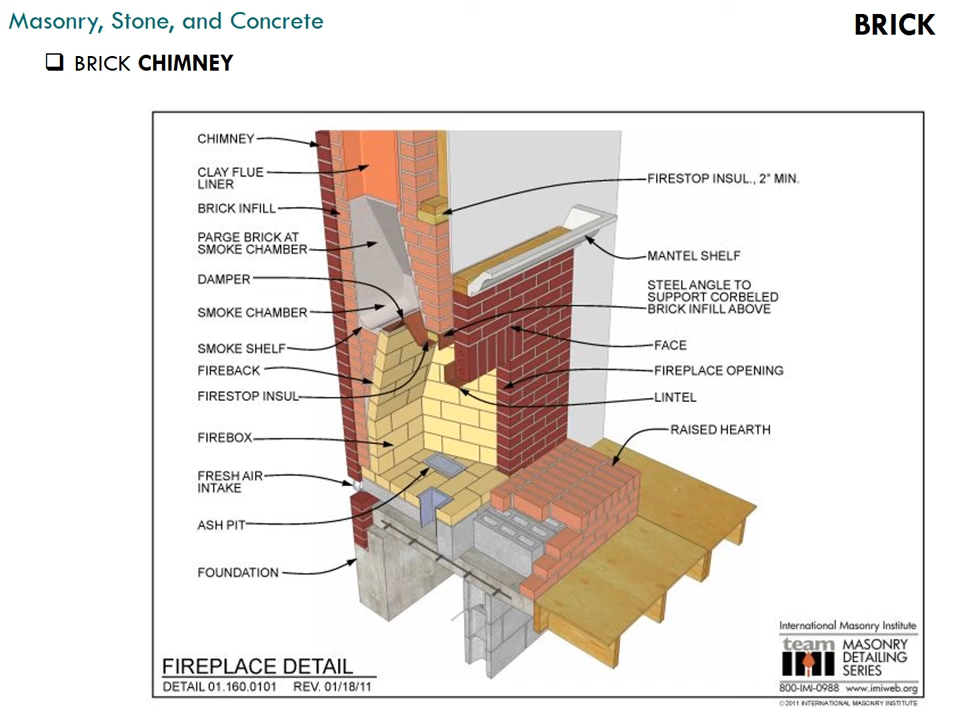 Masonry, Stone, and Concrete
BRICK
❑ BRICK CHIMNEY
CHIMNEY
CLAY FLUE
LINER
BRICK INFILL
PARGE BRICK AT
SMOKE CHAMBER
DAMPER
SMOKE CHAMBER
SMOKE SHELF
FIREBACK
FIRESTOP INSUL.
FIREBOX
FRESH AIR
INTAKE
ASH PIT
FOUNDATION
FIRESTOP INSUL., 2" MIN.
MANTEL SHELF
STEEL ANGLE TO
SUPPORT CORBELED
BRICK INFILL ABOVE
FACE
FIREPLACE OPENING
LINTEL
RAISED HEARTH
FIREPLACE DETAIL
DETAIL 01.160.0101 REV. 01/18/11
International Masonry Institute
team MASONRY
DETAILING
SERIES
800-IMI-0988 www.imiweb.org
© 2011 INTERNATIONAL MASONRY INSTITUTE